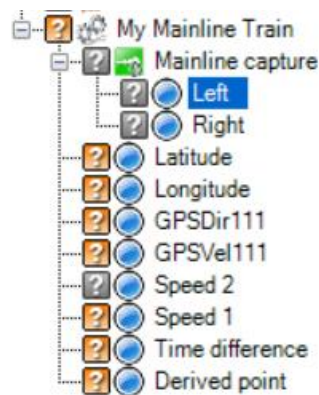 My Mainline Train
Mainline capture
Left
Right
Latitude
Longitude
GPSDir111
GPSVel111
Speed 2
Speed 1
Time difference
Derived point